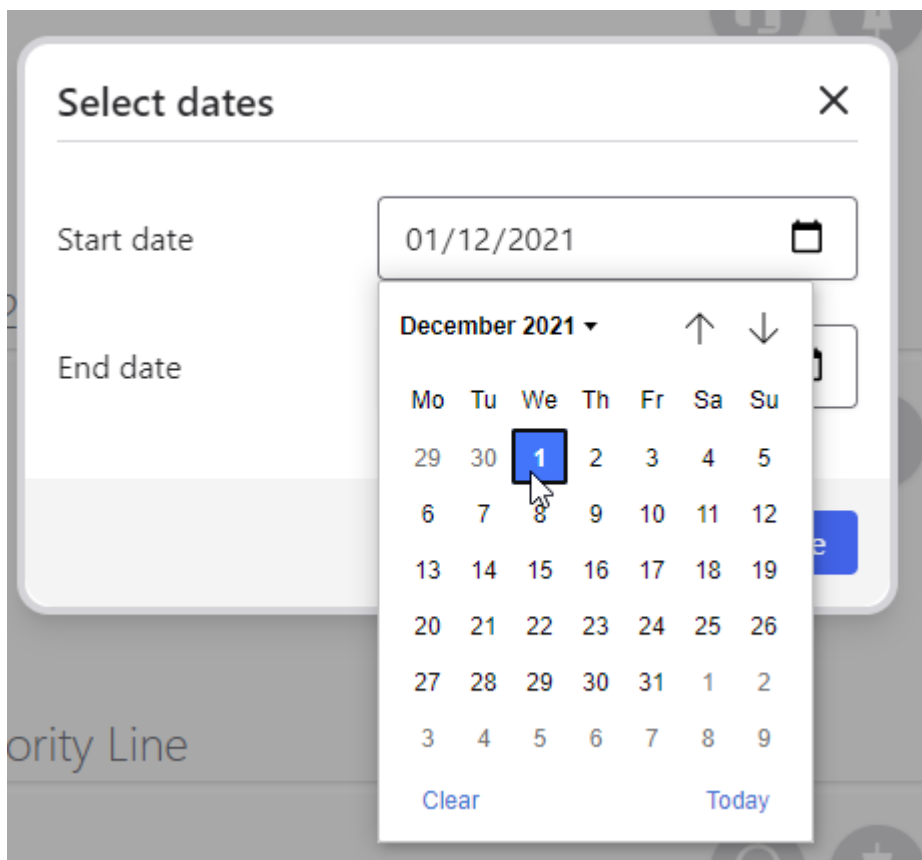 Select dates
Start date
01/12/2021
December 2021
End date
Mo Tu We Th Fr Sa Su
29 30 1 2 3 4 5
6 7 8 9 10 11 12
13 14 15 16 17 18 19
20 21 22 23 24 25 26
27 28 29 30 31 1 2
3 4 5 6 7 8 9
Clear Today
ority Line